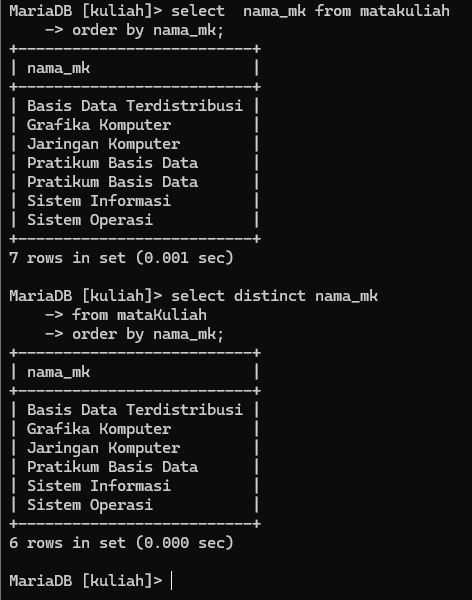 MariaDB [kuliah]> select  nama_mk from matakuliah
    -> order by nama_mk;
+-------------------------+
| nama_mk                 |
+-------------------------+
| Basis Data Terdistribusi |
| Grafika Komputer         |
| Jaringan Komputer        |
| Pratikum Basis Data      |
| Pratikum Basis Data      |
| Sistem Informasi         |
| Sistem Operasi           |
+--------------------------+
7 rows in set (0.001 sec)

MariaDB [kuliah]> select distinct nama_mk
    -> from mataKuliah
    -> order by nama_mk;
+--------------------------+
| nama_mk                  |
+--------------------------+
| Basis Data Terdistribusi |
| Grafika Komputer         |
| Jaringan Komputer        |
| Pratikum Basis Data      |
| Sistem Informasi         |
| Sistem Operasi           |
+--------------------------+
6 rows in set (0.000 sec)

MariaDB [kuliah]>